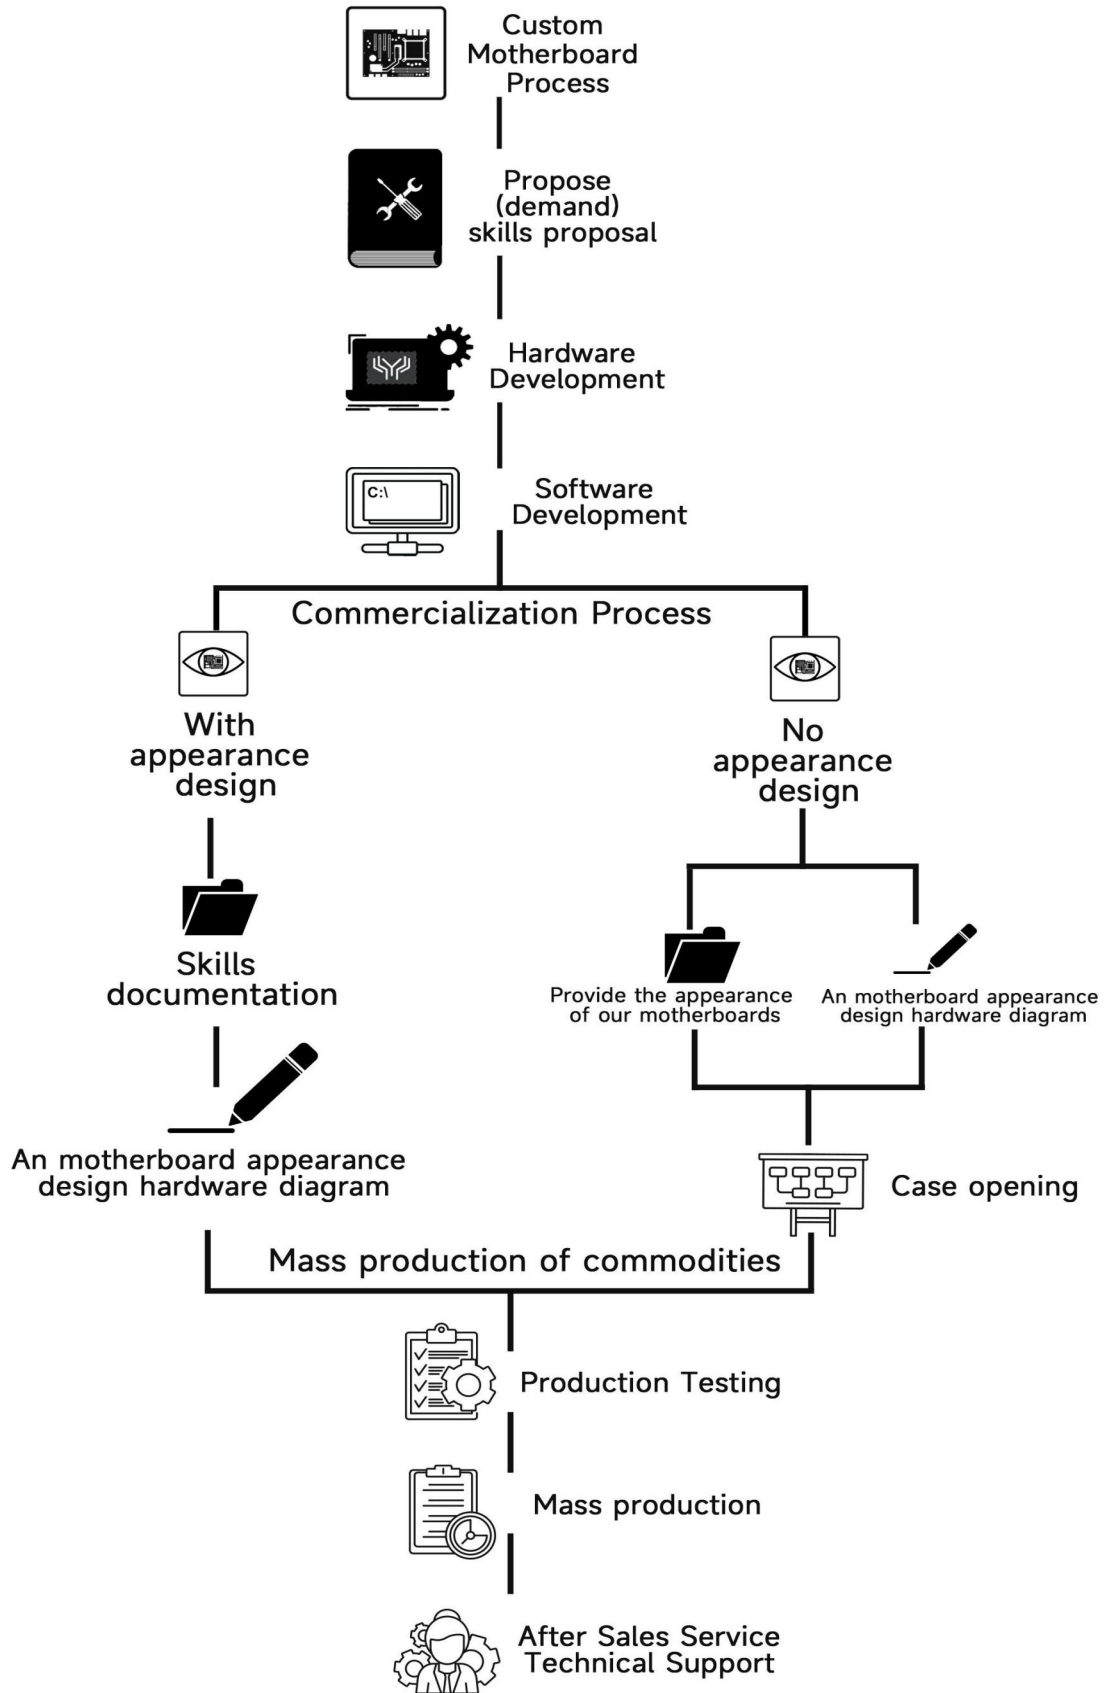 Custom
Motherboard
Process
Propose
(demand)
skills proposal
Hardware
Development
C:\
Software
Development
Commercialization Process
With
appearance
design
No
appearance
design
Skills
documentation
Provide the appearance
of our motherboards
An motherboard appearance
design hardware diagram
An motherboard appearance
design hardware diagram
Case opening
Mass production of commodities
Production Testing
Mass production
After Sales Service
Technical Support